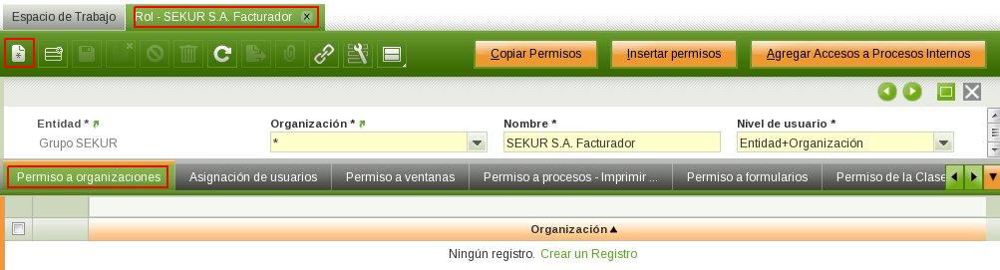 Espacio de Trabajo
Rol - SEKUR S.A. Facturador
Copiar Permisos
Insertar permisos
Agregar Accesos a Procesos Internos
Entidad *
Organización *
Nombre *
Nivel de usuario *
Grupo SEKUR
*
SEKUR S.A. Facturador
Entidad+Organización
Permiso a organizaciones
Asignación de usuarios
Permiso a ventanas
Permiso a procesos - Imprimir ...
Permiso a formularios
Permiso de la Clase
Organización
Ningún registro. Crear un Registro